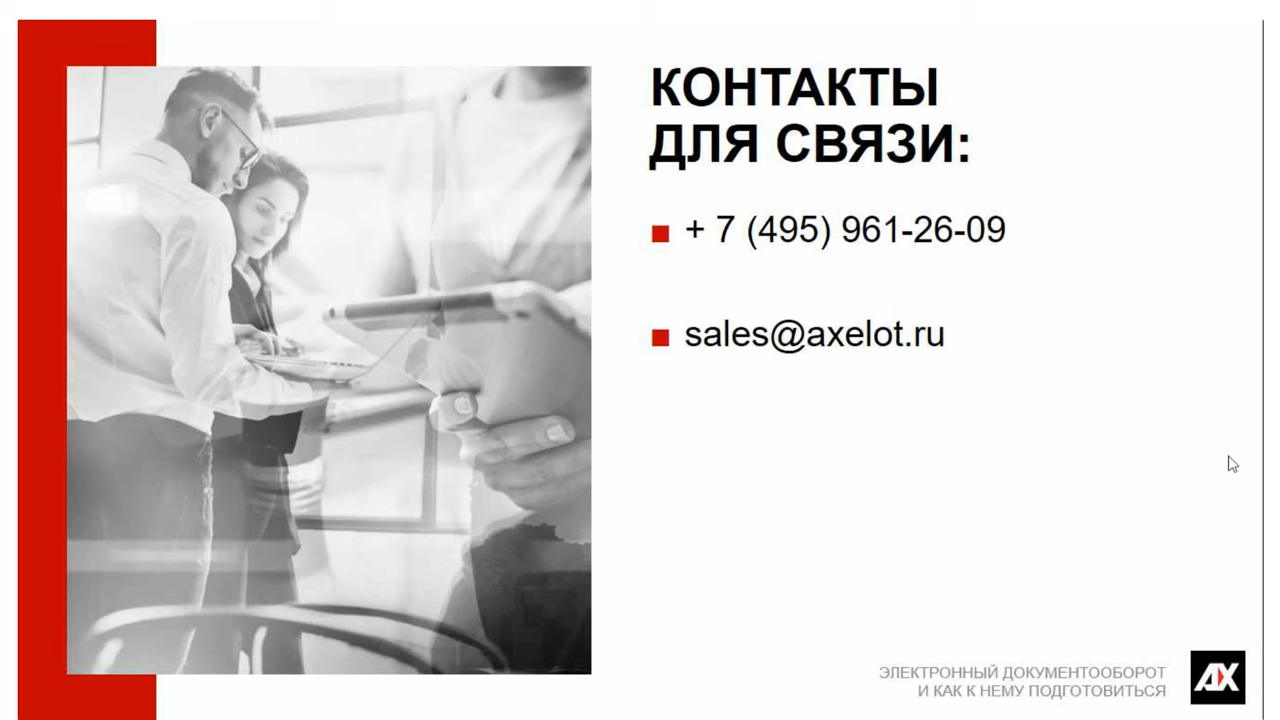 КОНТАКТЫ
ДЛЯ СВЯЗИ:
+ 7 (495) 961-26-09
sales@axelot.ru
ЭЛЕКТРОННЫЙ ДОКУМЕНТООБОРОТ
И КАК К НЕМУ ПОДГОТОВИТЬСЯ
AX